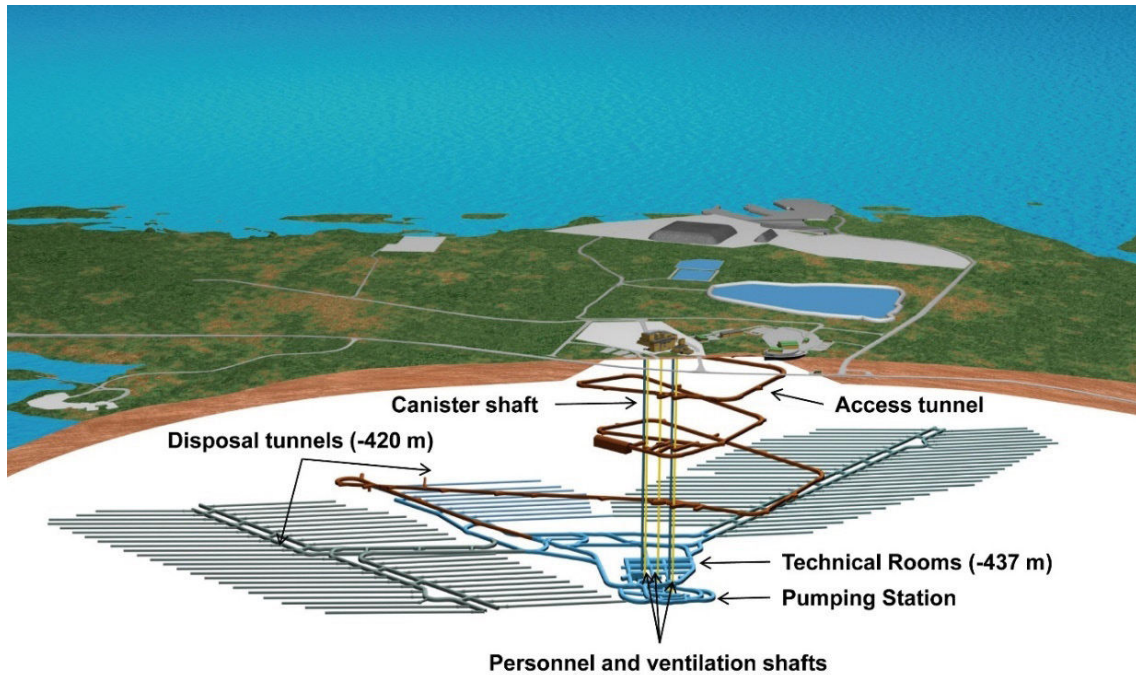 Canister shaft
Access tunnel
Disposal tunnels (-420 m)
Technical Rooms (-437 m)
Pumping Station
Personnel and ventilation shafts